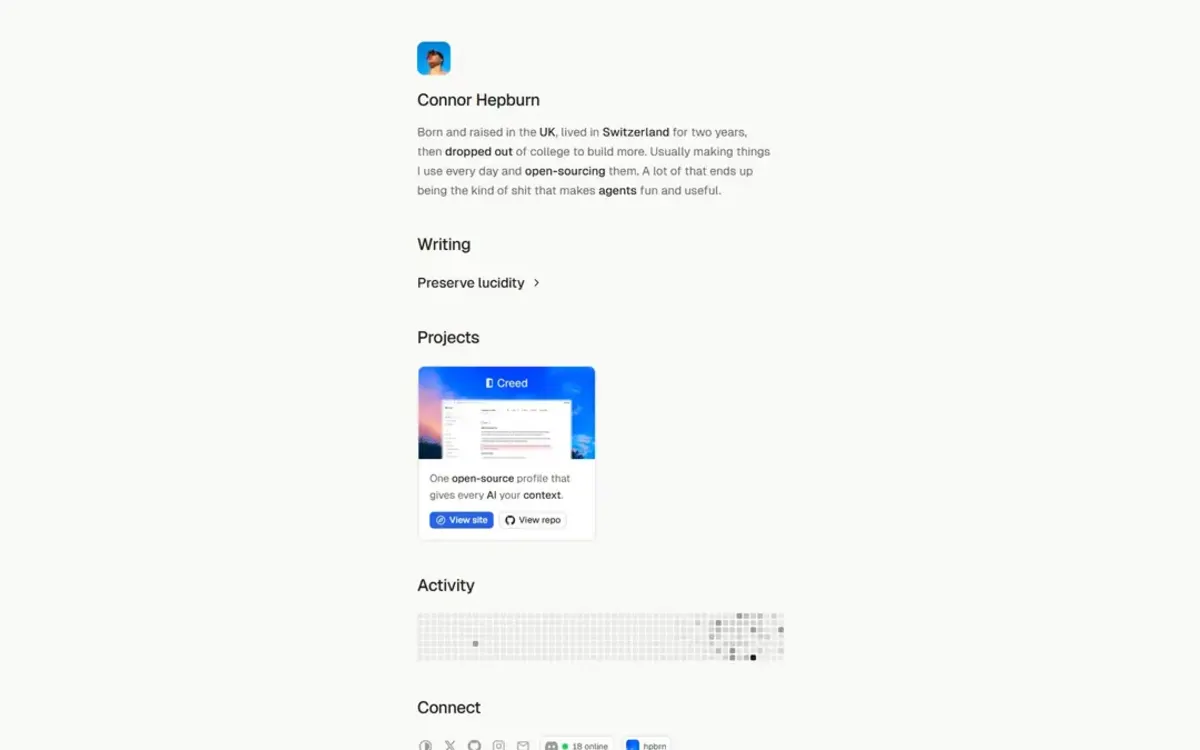 Connor Hepburn
Born and raised in the UK, lived in Switzerland for two years,
then dropped out of college to build more. Usually making things
I use every day and open-sourcing them. A lot of that ends up
being the kind of shit that makes agents fun and useful.
Writing
Preserve lucidity
Projects
Creed
One open-source profile that
gives every AI your context.
View site
View repo
Activity
Connect
18 online
hpbrn